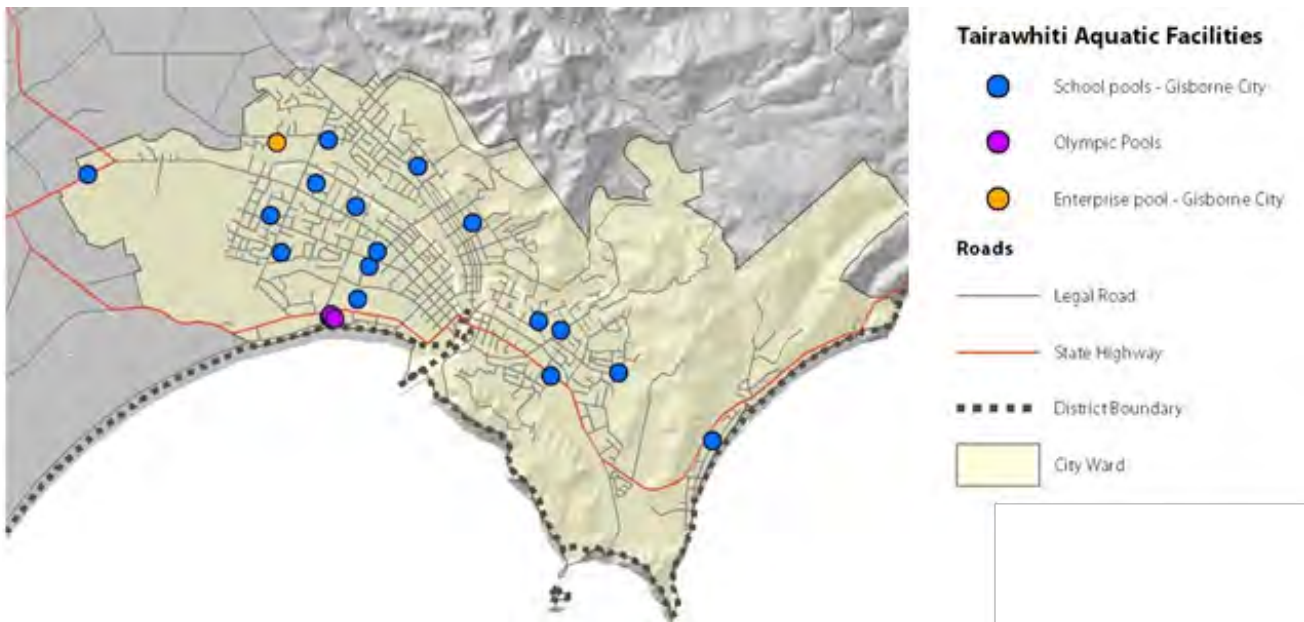 Tairawhiti Aquatic Facilities
School pools - Gisborne City
Olympic Pools
Enterprise pool - Gisborne City
Roads
Legal Road
State Highway
District Boundary
City Ward